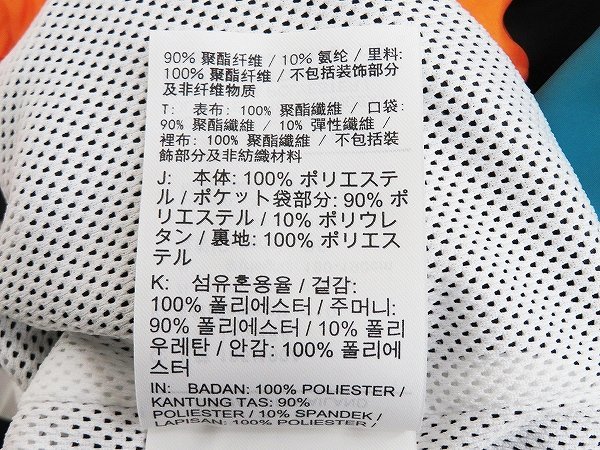 90% 聚酯纤维 / 10% 氨纶 / 里料:
100% 聚酯纤维 / 不包括装饰部分
及非纤维物质
T: 表布: 100% 聚酯纖維 / 口袋:
90% 聚酯纖維 / 10% 彈性纖維 /
裡布: 100% 聚酯纖維 / 不包括裝
飾部分及非紡織材料
J: 本体: 100% ポリエステ
ル / ポケット袋部分: 90% ポ
リエステル / 10% ポリウレ
タン / 裏地: 100% ポリエス
テル
K: 섬유혼용율 / 겉감:
100% 폴리에스터 / 주머니:
90% 폴리에스터 / 10% 폴리
우레탄 / 안감: 100% 폴리에
스터
IN: BADAN: 100% POLIESTER /
KANTUNG TAS: 90%
POLIESTER / 10% SPANDEK /
LAPISAN: 100% POLIESTER /